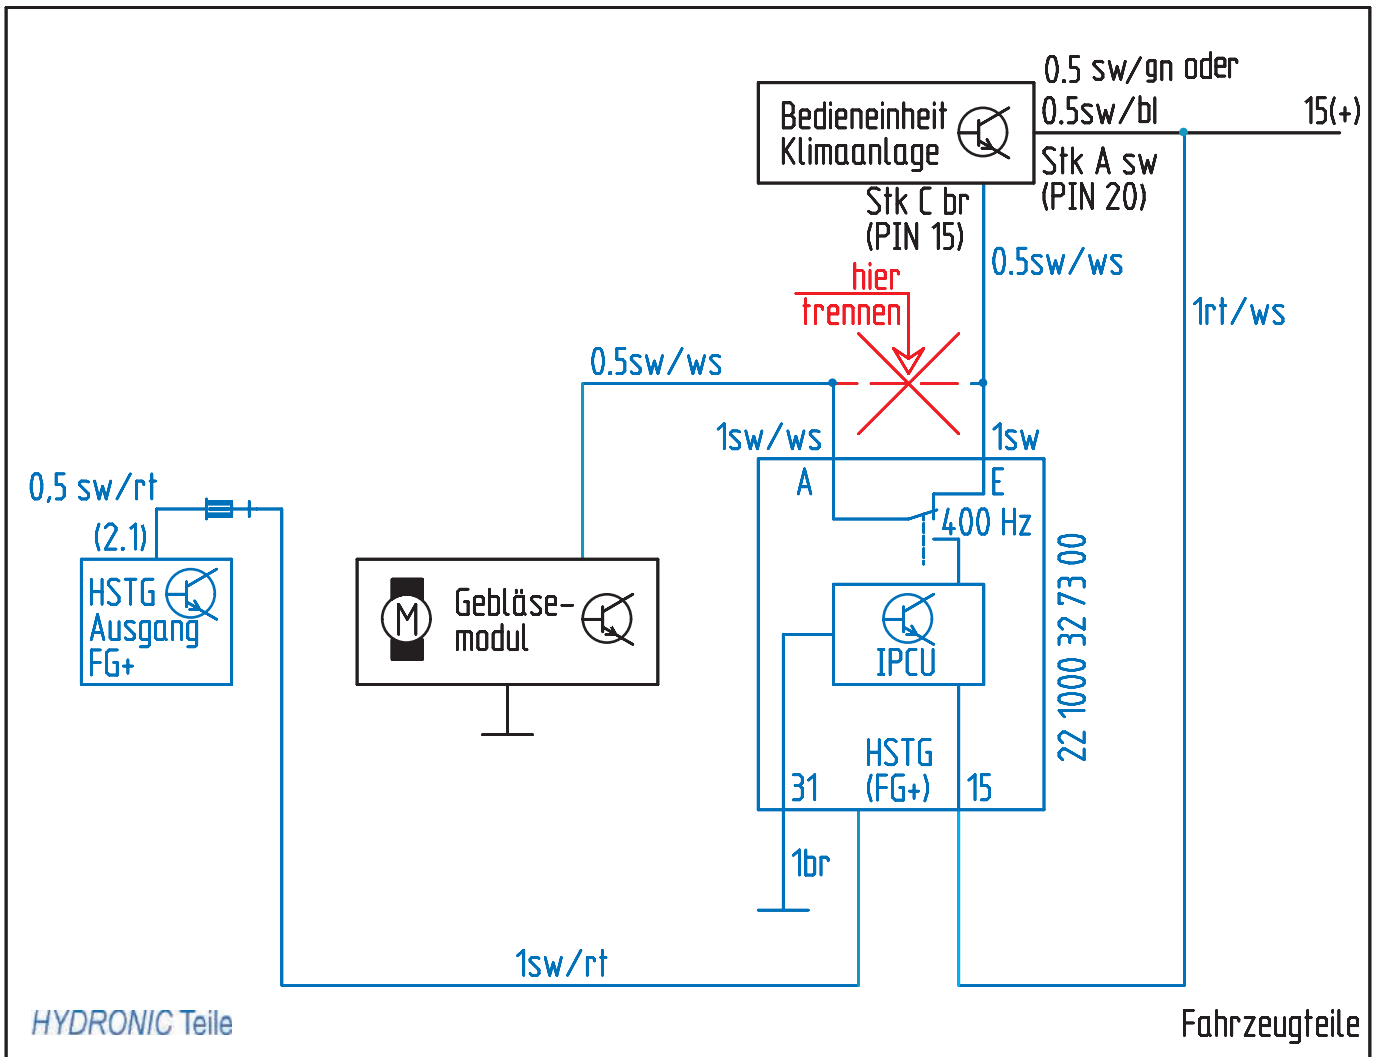 0.5 sw/gn oder
0.5sw/bl
15(+)
Bedieneinheit
Klimaanlage
Stk A sw
(PIN 20)
Stk C br
(PIN 15)
0.5sw/ws
hier
trennen
1rt/ws
0.5sw/ws
1sw/ws
1sw
A
E
400 Hz
0,5 sw/rt
(2.1)
HSTG
Ausgang
FG+
M
Gebläse-
modul
IPCU
22 1000 32 73 00
HSTG
(FG+)
31
15
1br
1sw/rt
HYDRONIC Teile
Fahrzeugteile